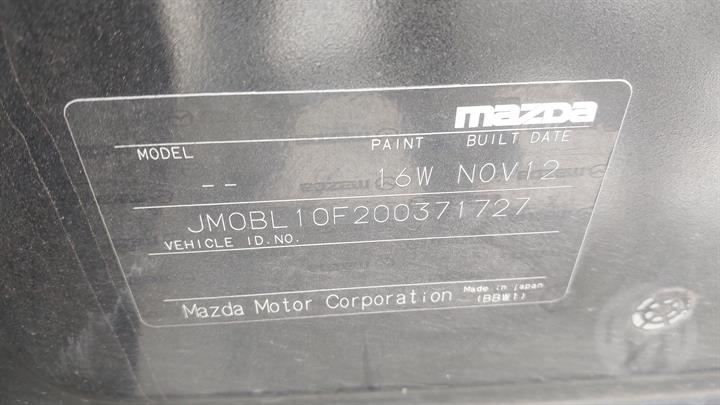 mazda
MODEL PAINT BUILT DATE
-- 16W NOV12
JM0BL10F200371727
VEHICLE ID.NO.
Mazda Motor Corporation Made in Japan (BBW1)